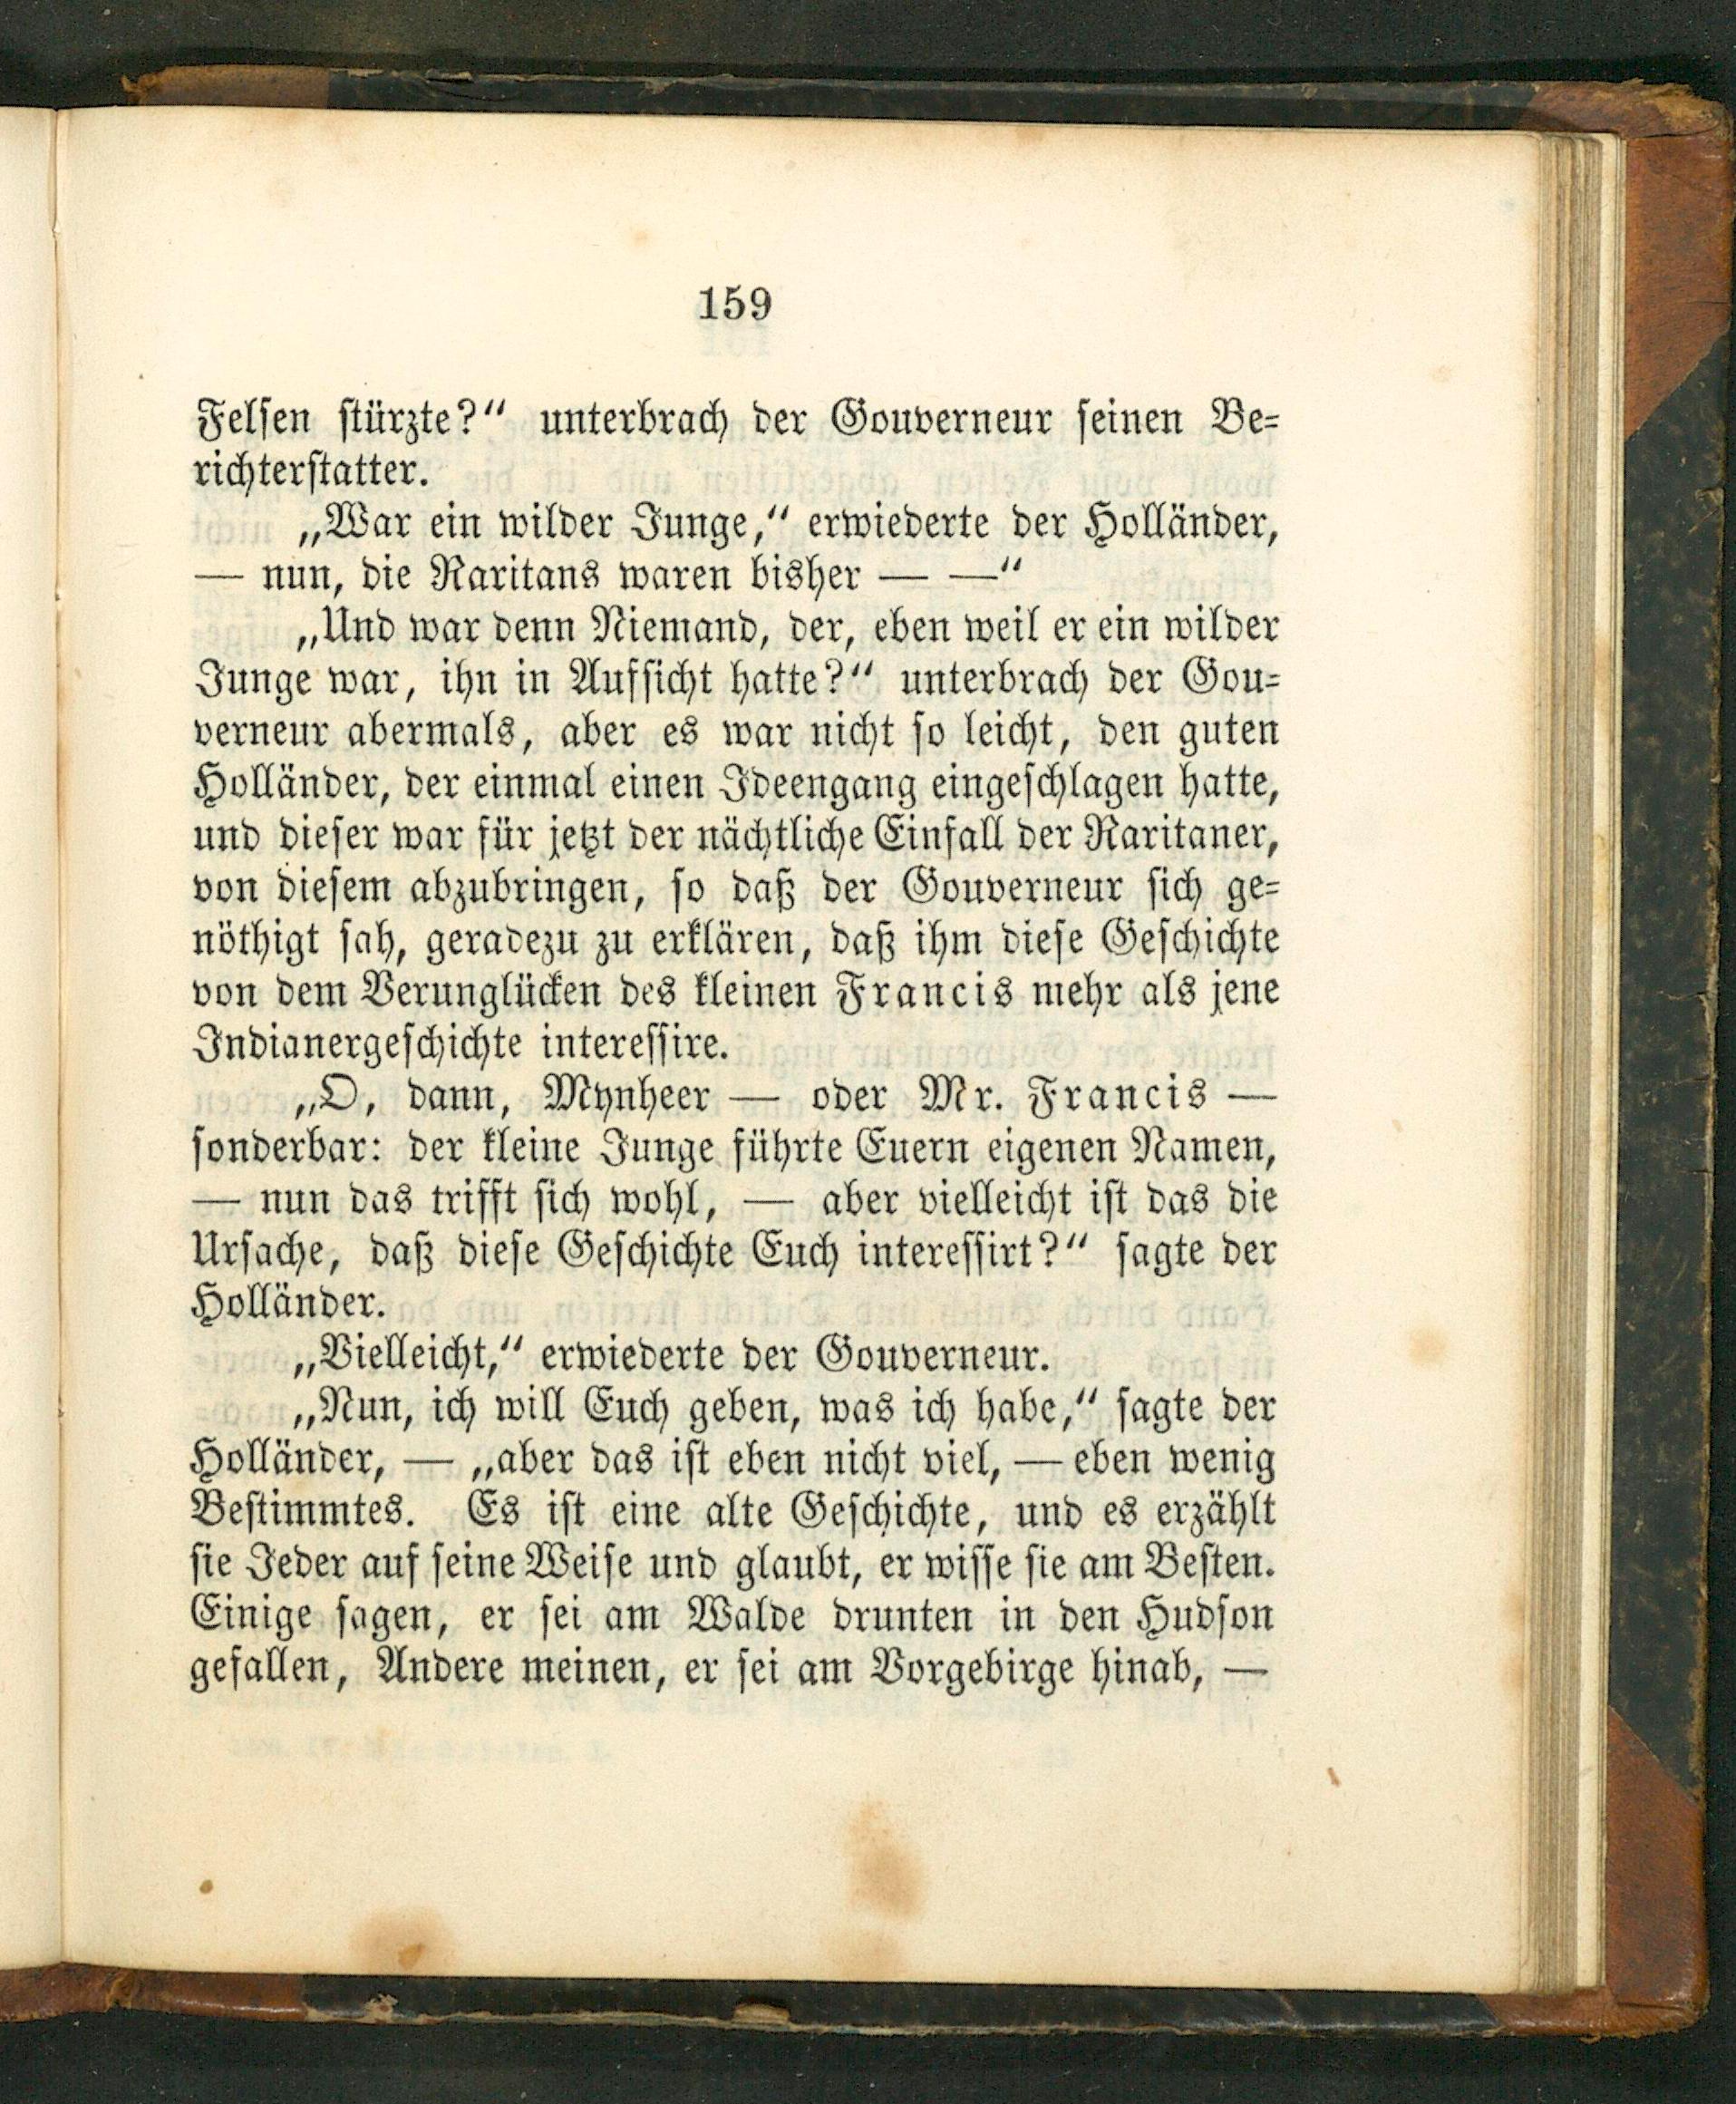 159
Felsen stürzte?“ unterbrach der Gouverneur seinen Be-
richterstatter.
„War ein wilder Junge,“ erwiederte der Holländer,
— nun, die Raritans waren bisher — —“
„Und war denn Niemand, der, eben weil er ein wilder
Junge war, ihn in Aufsicht hatte?“ unterbrach der Gou-
verneur abermals, aber es war nicht so leicht, den guten
Holländer, der einmal einen Ideengang eingeschlagen hatte,
und dieser war für jetzt der nächtliche Einfall der Raritaner,
von diesem abzubringen, so daß der Gouverneur sich ge-
nöthigt sah, geradezu zu erklären, daß ihm diese Geschichte
von dem Verunglücken des kleinen Francis mehr als jene
Indianergeschichte interessire.
„O, dann, Mynheer — oder Mr. Francis —
sonderbar: der kleine Junge führte Euern eigenen Namen,
— nun das trifft sich wohl, — aber vielleicht ist das die
Ursache, daß diese Geschichte Euch interessirt?“ sagte der
Holländer.
„Vielleicht,“ erwiederte der Gouverneur.
„Nun, ich will Euch geben, was ich habe,“ sagte der
Holländer, — „aber das ist eben nicht viel, — eben wenig
Bestimmtes. Es ist eine alte Geschichte, und es erzählt
sie Jeder auf seine Weise und glaubt, er wisse sie am Besten.
Einige sagen, er sei am Walde drunten in den Hudson
gefallen, Andere meinen, er sei am Vorgebirge hinab, —